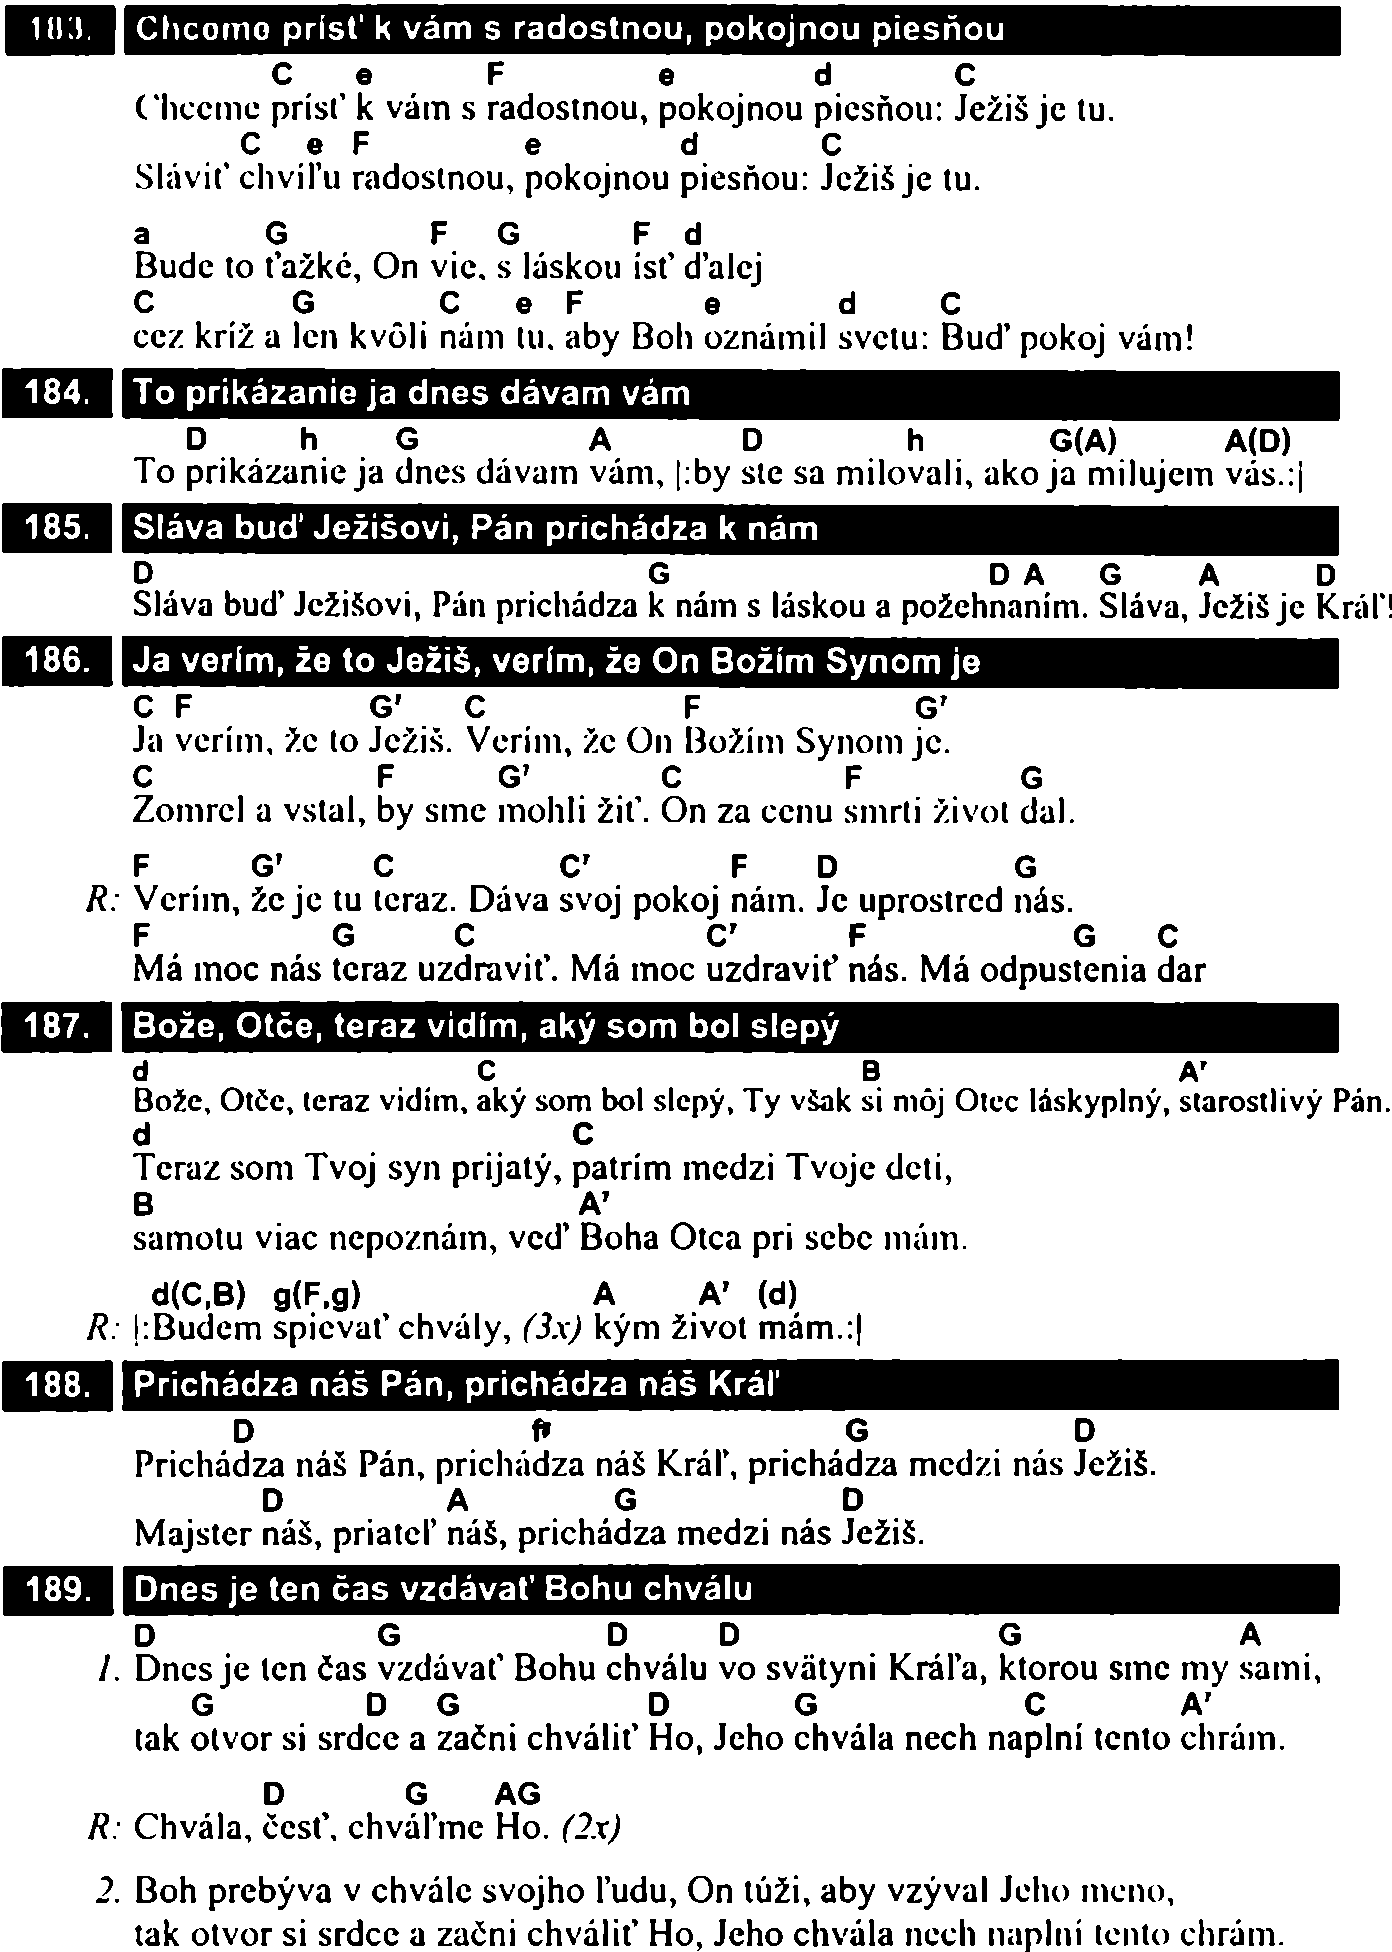 183. Chceme prísť k vám s radostnou, pokojnou piesňou
C e F e d C
Chceme prísť k vám s radostnou, pokojnou piesňou: Ježiš je tu.
C e F e d C
Sláviť chvíľu radostnou, pokojnou piesňou: Ježiš je tu.
a G F G F d
Bude to ťažké, On vie, s láskou ísť ďalej
C G C e F e d C
cez kríž a len kvôli nám tu, aby Boh oznámil svetu: Buď pokoj vám!
184. To prikázanie ja dnes dávam vám
D h G A D h G(A) A(D)
To prikázanie ja dnes dávam vám, |:by ste sa milovali, ako ja milujem vás.:|
185. Sláva buď Ježišovi, Pán prichádza k nám
D G D A G A D
Sláva buď Ježišovi, Pán prichádza k nám s láskou a požehnaním. Sláva, Ježiš je Kráľ!
186. Ja verím, že to Ježiš, verím, že On Božím Synom je
C F G⁷ C F G⁷
Ja verím, že to Ježiš. Verím, že On Božím Synom je.
C F G⁷ C F G
Zomrel a vstal, by sme mohli žiť. On za cenu smrti život dal.
F G⁷ C C⁷ F D G
R: Verím, že je tu teraz. Dáva svoj pokoj nám. Je uprostred nás.
F G C C⁷ F G C
Má moc nás teraz uzdraviť. Má moc uzdraviť nás. Má odpustenia dar
187. Bože, Otče, teraz vidím, aký som bol slepý
d C B A⁷
Bože, Otče, teraz vidím, aký som bol slepý, Ty však si môj Otec láskyplný, starostlivý Pán.
d C
Teraz som Tvoj syn prijatý, patrím medzi Tvoje deti,
B A⁷
samotu viac nepoznám, veď Boha Otca pri sebe mám.
d(C,B) g(F,g) A A⁷ (d)
R: |:Budem spievať chvály, (3x) kým život mám.:|
188. Prichádza náš Pán, prichádza náš Kráľ
D G D
Prichádza náš Pán, prichádza náš Kráľ, prichádza medzi nás Ježiš.
D A G D
Majster náš, priateľ náš, prichádza medzi nás Ježiš.
189. Dnes je ten čas vzdávať Bohu chválu
D G D D G A
1. Dnes je ten čas vzdávať Bohu chválu vo svätyni Kráľa, ktorou sme my sami,
G D G D G C A⁷
tak otvor si srdce a začni chváliť Ho, Jeho chvála nech naplní tento chrám.
D G AG
R: Chvála, česť, chváľme Ho. (2x)
2. Boh prebýva v chvále svojho ľudu, On túži, aby vzýval Jeho meno,
tak otvor si srdce a začni chváliť Ho, Jeho chvála nech naplní tento chrám.